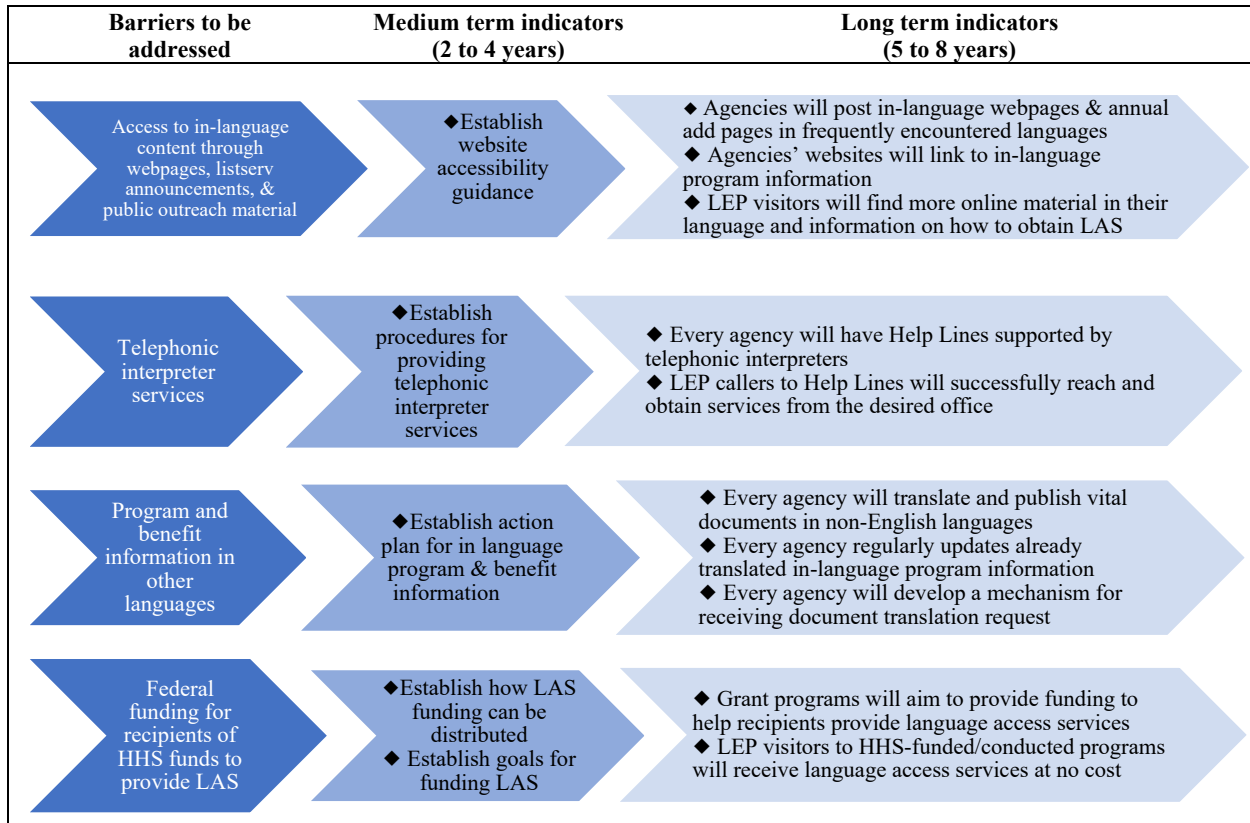 Barriers to be
addressed
Medium term indicators
(2 to 4 years)
Long term indicators
(5 to 8 years)
Access to in-language
content through
webpages, listserv
announcements, &
public outreach material
◆Establish
website
accessibility
guidance
◆ Agencies will post in-language webpages & annual
add pages in frequently encountered languages
◆ Agencies’ websites will link to in-language
program information
◆ LEP visitors will find more online material in their
language and information on how to obtain LAS
Telephonic
interpreter
services
◆Establish
procedures for
providing
telephonic
interpreter
services
◆ Every agency will have Help Lines supported by
telephonic interpreters
◆ LEP callers to Help Lines will successfully reach and
obtain services from the desired office
Program and
benefit
information in
other
languages
◆Establish action
plan for in language
program & benefit
information
◆ Every agency will translate and publish vital
documents in non-English languages
◆ Every agency regularly updates already
translated in-language program information
◆ Every agency will develop a mechanism for
receiving document translation request
Federal
funding for
recipients of
HHS funds to
provide LAS
◆Establish how LAS
funding can be
distributed
◆ Establish goals for
funding LAS
◆ Grant programs will aim to provide funding to
help recipients provide language access services
◆ LEP visitors to HHS-funded/conducted programs
will receive language access services at no cost